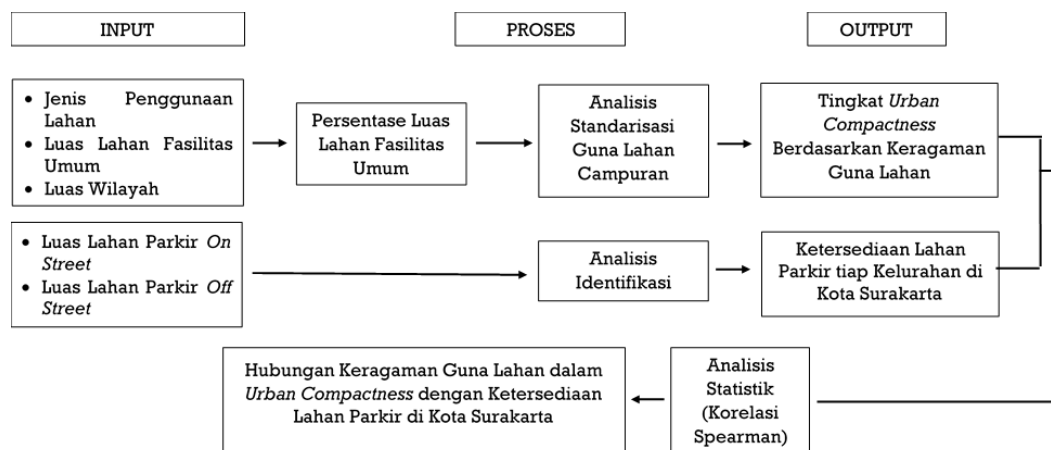 INPUT
PROSES
OUTPUT
• Jenis Penggunaan
Lahan
• Luas Lahan Fasilitas
Umum
• Luas Wilayah
Persentase Luas
Lahan Fasilitas
Umum
Analisis
Standarisasi
Guna Lahan
Campuran
Tingkat Urban
Compactness
Berdasarkan Keragaman
Guna Lahan
• Luas Lahan Parkir On
Street
• Luas Lahan Parkir Off
Street
Analisis
Identifikasi
Ketersediaan Lahan
Parkir tiap Kelurahan di
Kota Surakarta
Hubungan Keragaman Guna Lahan dalam
Urban Compactness dengan Ketersediaan
Lahan Parkir di Kota Surakarta
Analisis
Statistik
(Korelasi
Spearman)